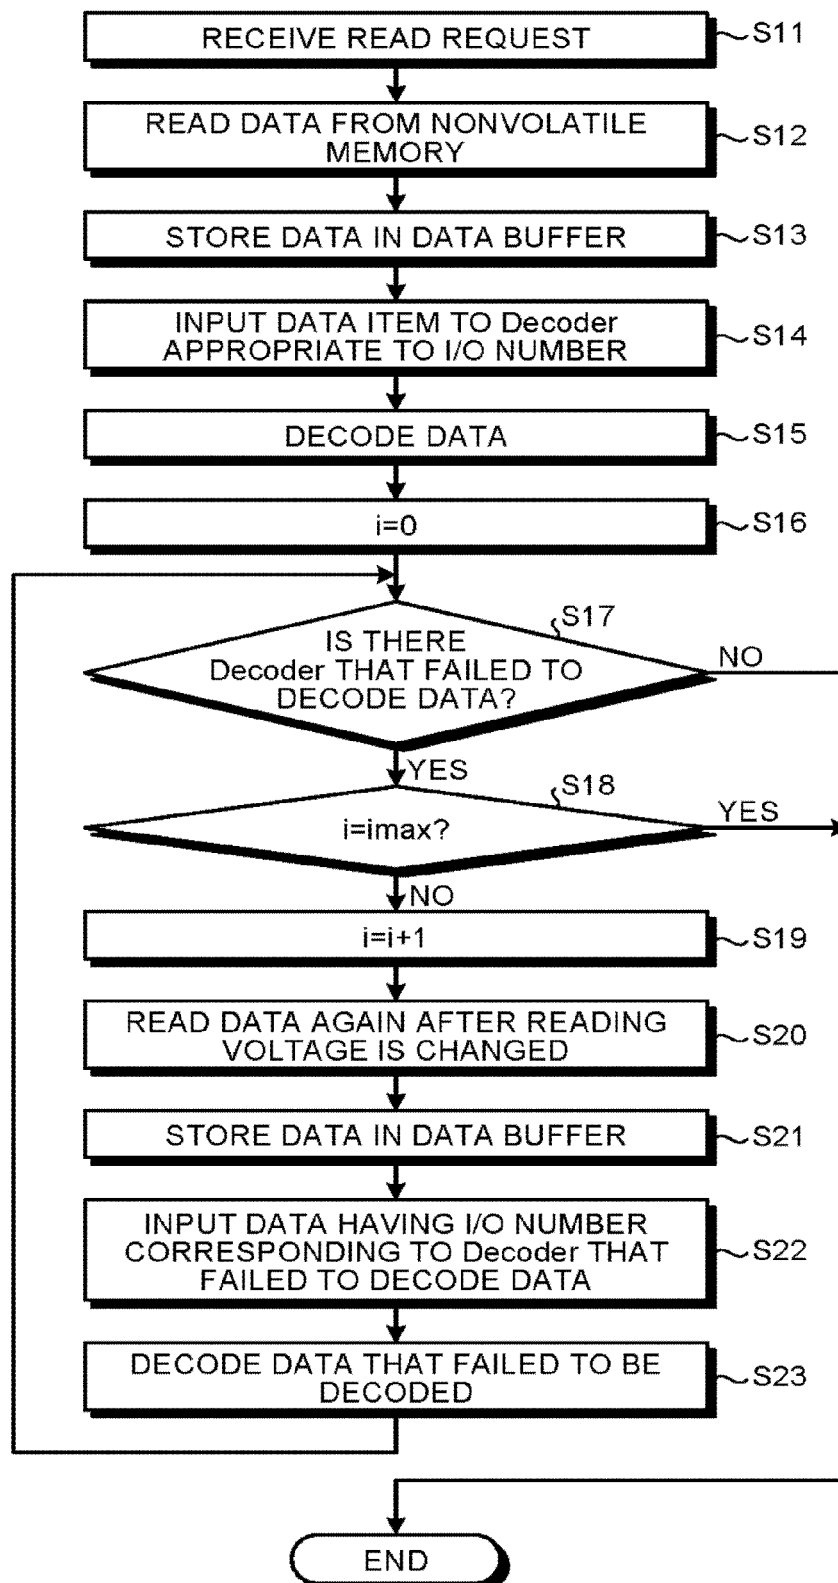 RECEIVE READ REQUEST
S11
READ DATA FROM NONVOLATILE
MEMORY
S12
STORE DATA IN DATA BUFFER
S13
INPUT DATA ITEM TO Decoder
APPROPRIATE TO I/O NUMBER
S14
DECODE DATA
S15
i=0
S16
S17
IS THERE
Decoder THAT FAILED TO
DECODE DATA?
NO
YES
S18
i=imax?
YES
NO
i=i+1
S19
READ DATA AGAIN AFTER READING
VOLTAGE IS CHANGED
S20
STORE DATA IN DATA BUFFER
S21
INPUT DATA HAVING I/O NUMBER
CORRESPONDING TO Decoder THAT
FAILED TO DECODE DATA
S22
DECODE DATA THAT FAILED TO BE
DECODED
S23
END